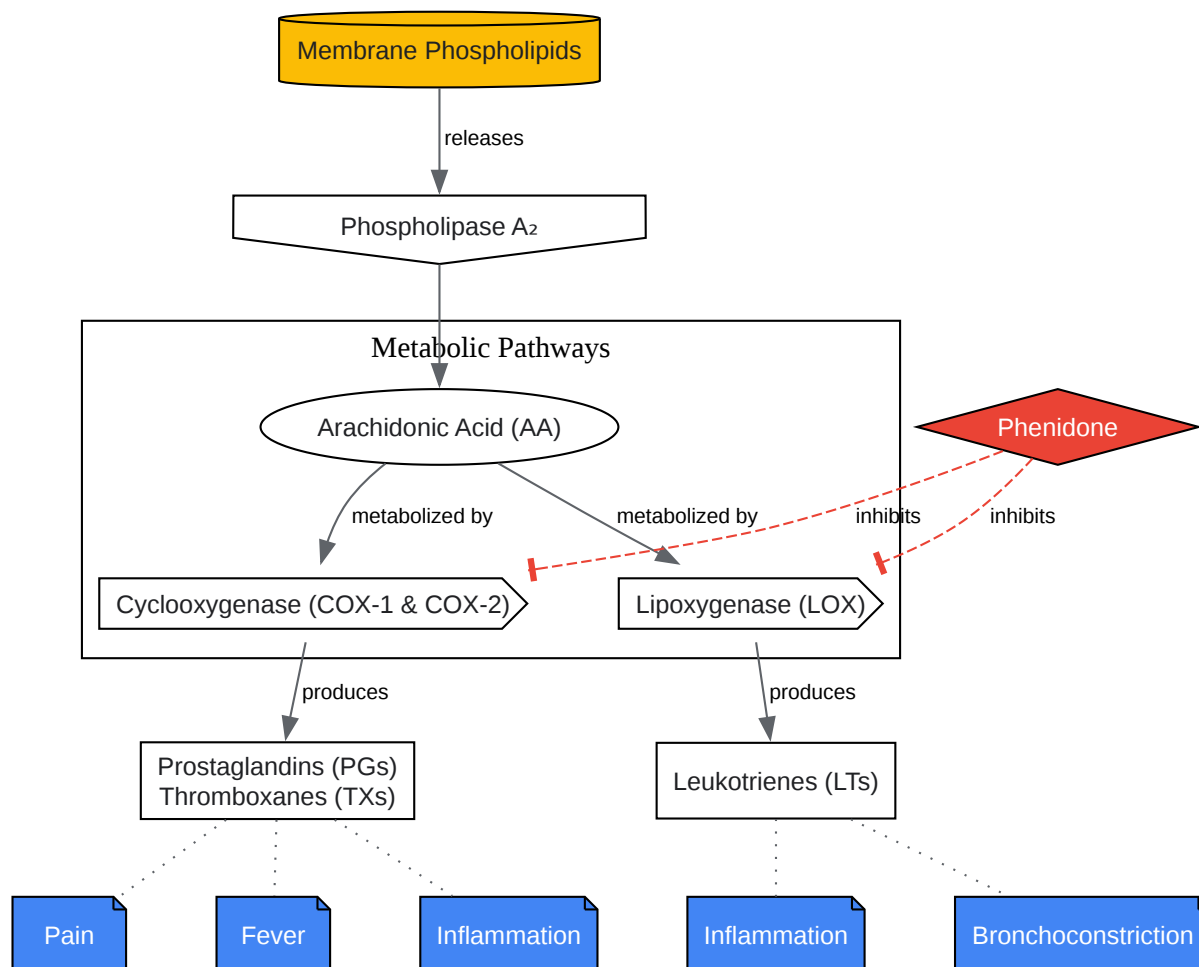 Membrane Phospholipids
releases
Phospholipase A₂
Metabolic Pathways
Arachidonic Acid (AA)
Phenidone
metabolized by
metabolized by
inhibits
inhibits
Cyclooxygenase (COX-1 & COX-2)
Lipoxygenase (LOX)
produces
produces
Prostaglandins (PGs)
Thromboxanes (TXs)
Leukotrienes (LTs)
Pain
Fever
Inflammation
Inflammation
Bronchoconstriction